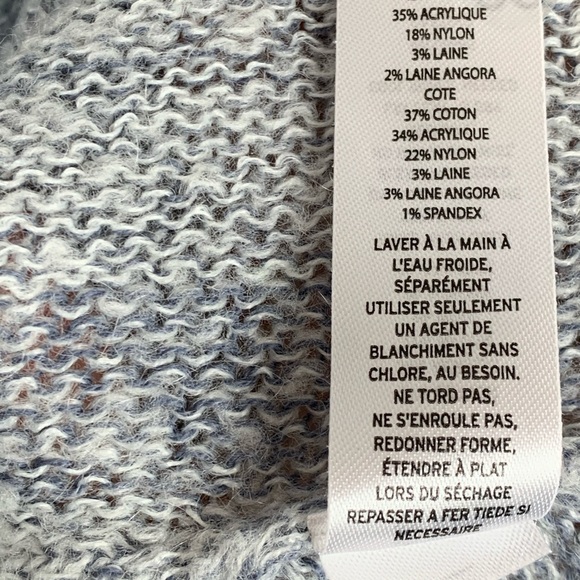 35% ACRYLIQUE
18% NYLON
3% LAINE
2% LAINE ANGORA
COTE
37% COTON
34% ACRYLIQUE
22% NYLON
3% LAINE
3% LAINE ANGORA
1% SPANDEX
LAVER À LA MAIN À
L'EAU FROIDE,
SÉPARÉMENT
UTILISER SEULEMENT
UN AGENT DE
BLANCHIMENT SANS
CHLORE, AU BESOIN.
NE TORD PAS,
NE S'ENROULE PAS,
REDONNER FORME,
ÉTENDRE À PLAT
LORS DU SÉCHAGE
REPASSER A FER TIEDE SI
NECESSAIRE